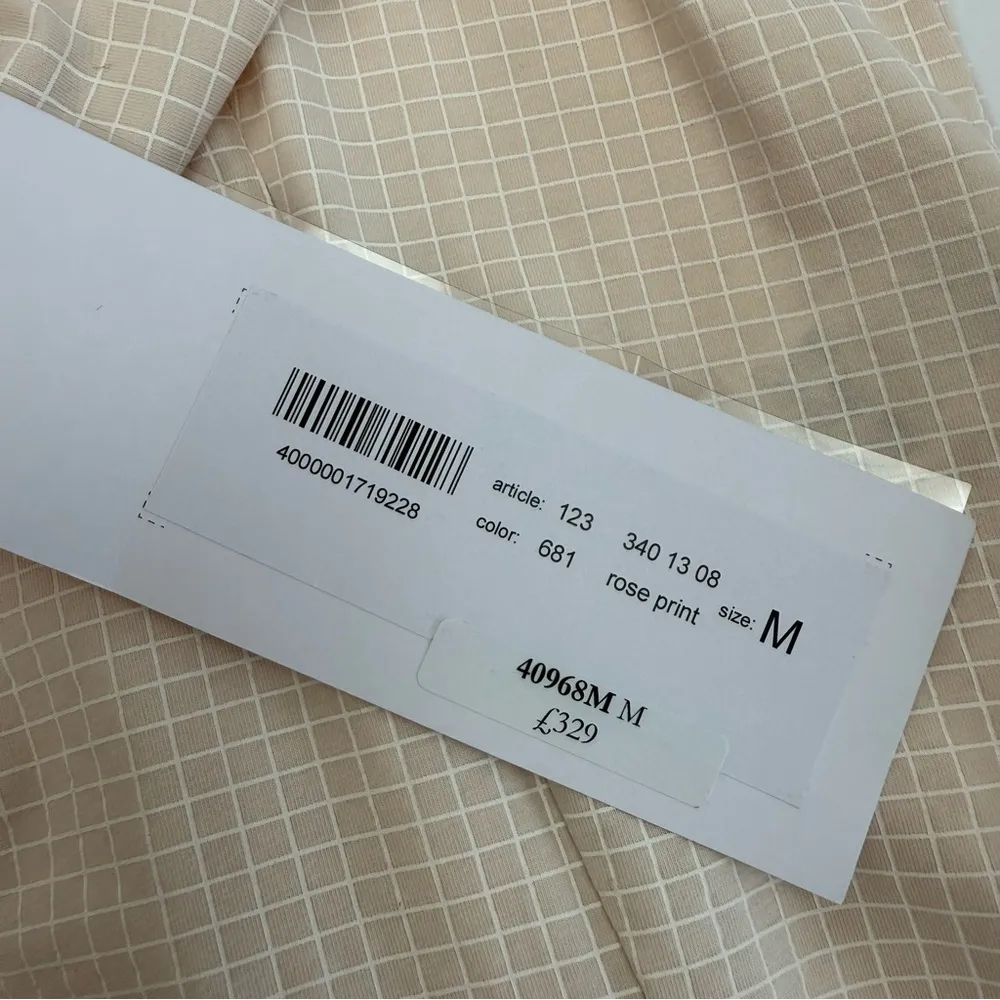 4000001719228
article: 123 340 13 08
color: 681 rose print size: M
40968M M
£329